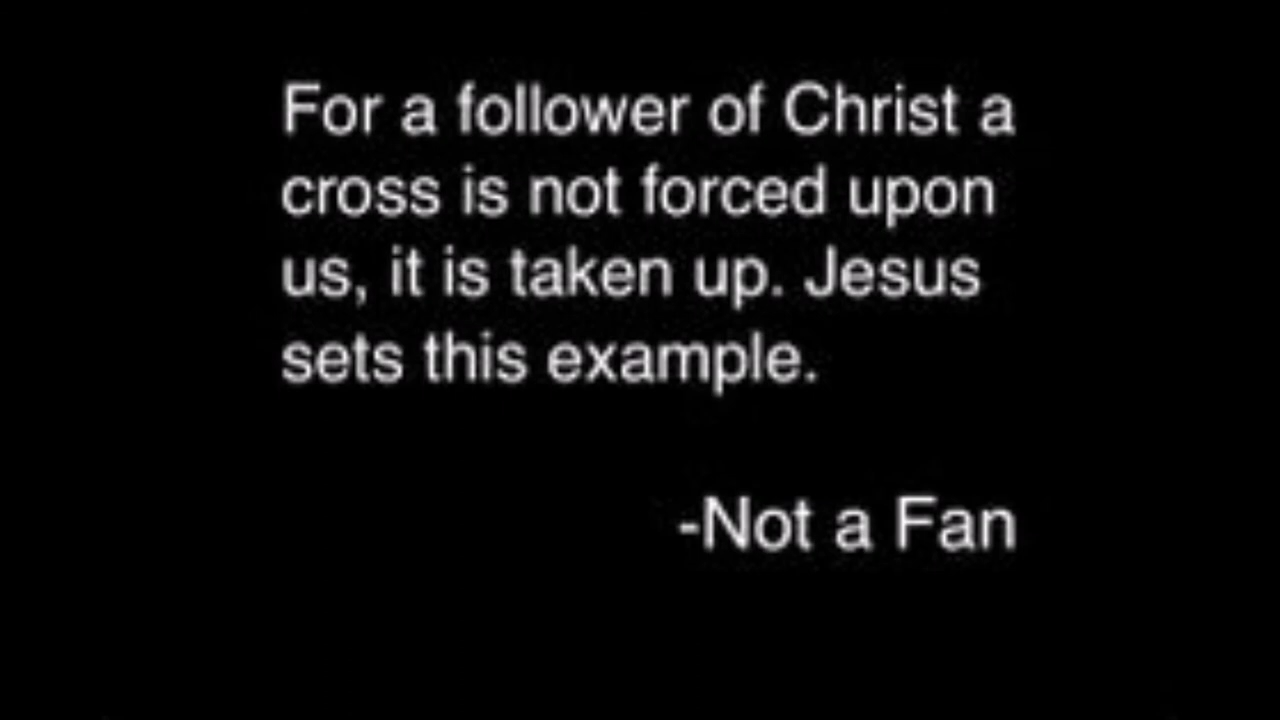 For a follower of Christ a
cross is not forced upon
us, it is taken up. Jesus
sets this example.
-Not a Fan